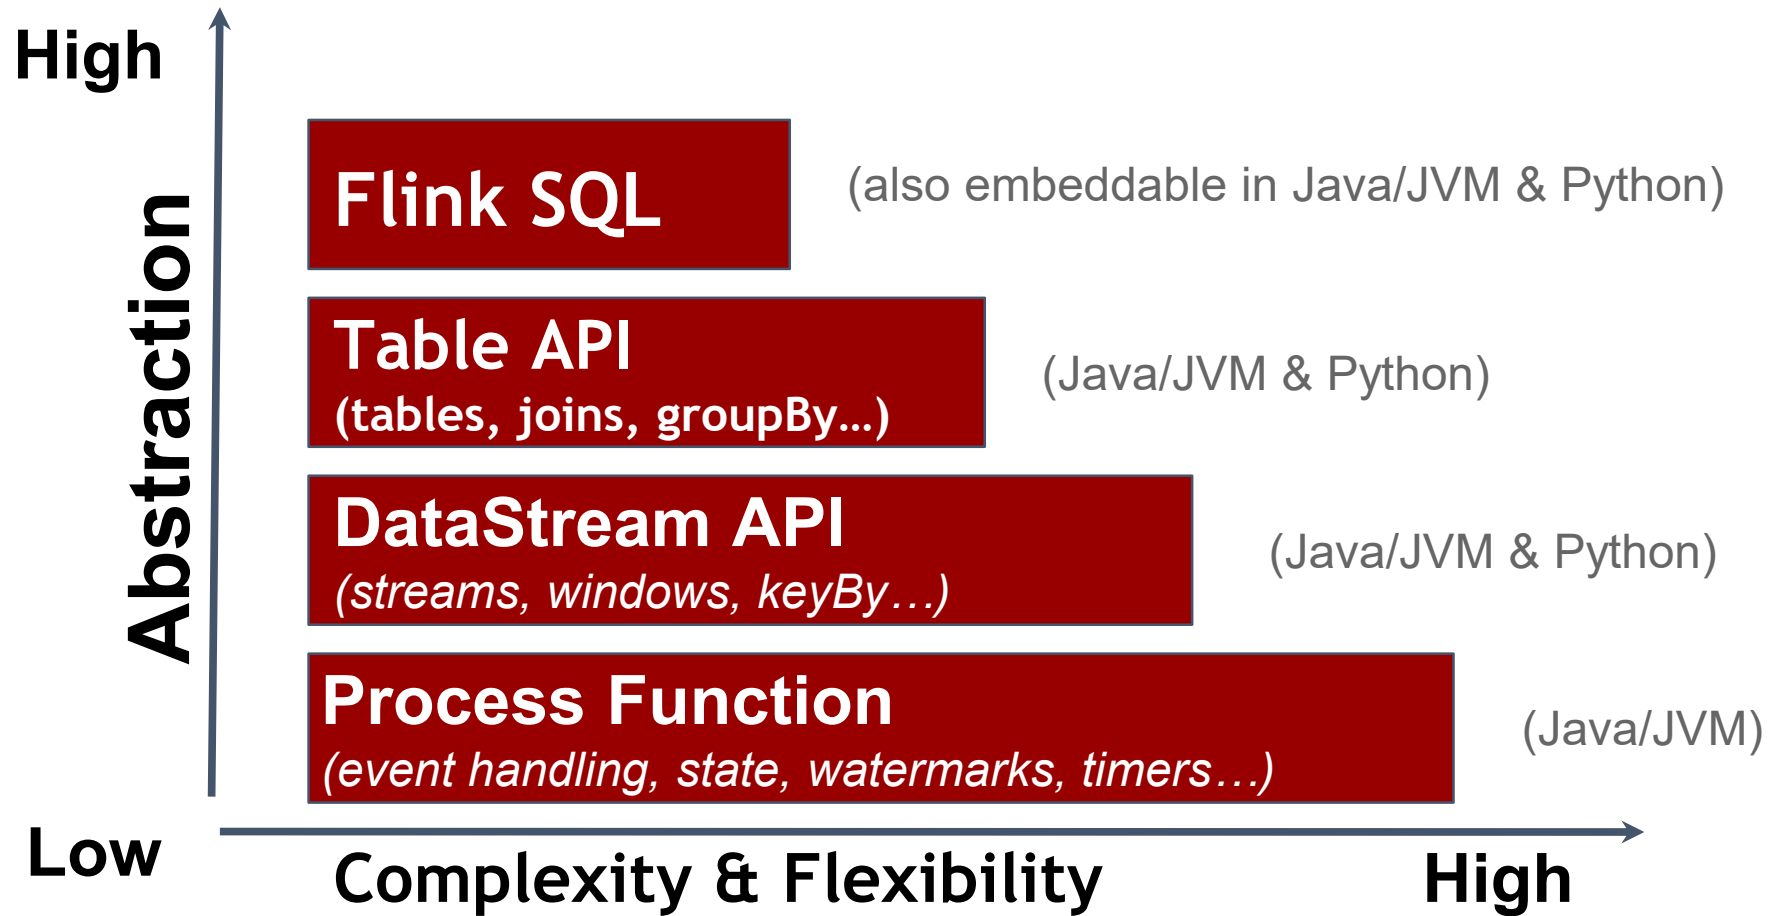 High
Flink SQL
(also embeddable in Java/JVM & Python)
Table API
(tables, joins, groupBy…)
(Java/JVM & Python)
Abstraction
DataStream API
(streams, windows, keyBy…)
(Java/JVM & Python)
Process Function
(event handling, state, watermarks, timers…)
(Java/JVM)
Low
Complexity & Flexibility
High